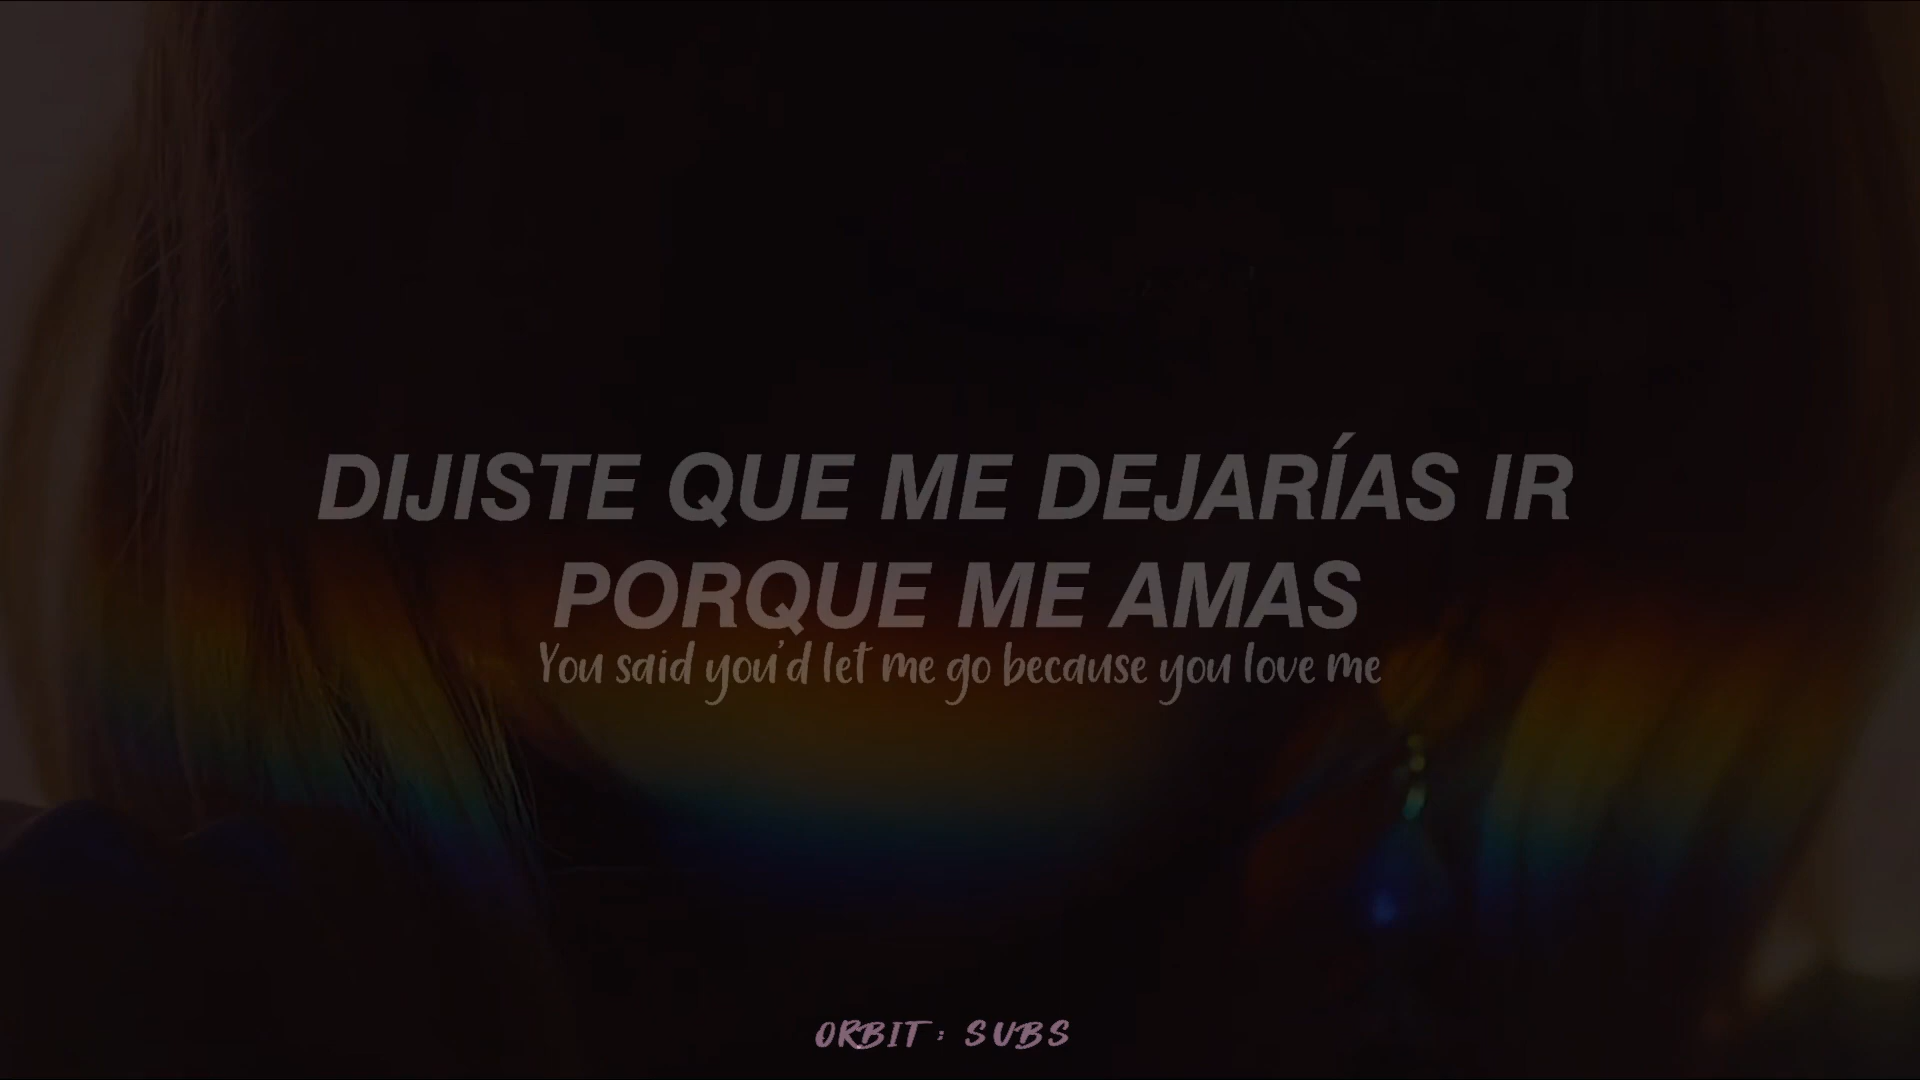 DIJISTE QUE ME DEJARÍAS IR
PORQUE ME AMAS
You said you'd let me go because you love me
ORBIT; SUBS